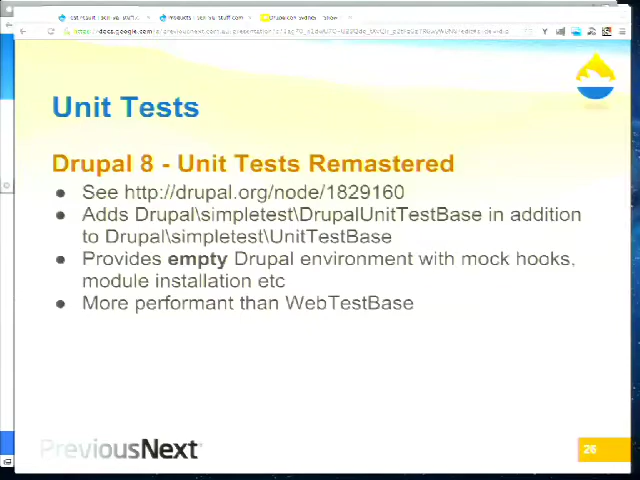 Unit Tests
Drupal 8 - Unit Tests Remastered
● See http://drupal.org/node/1829160
● Adds Drupal\simpletest\DrupalUnitTestBase in addition
to Drupal\simpletest\UnitTestBase
● Provides empty Drupal environment with mock hooks,
module installation etc
● More performant than WebTestBase
PreviousNext
26